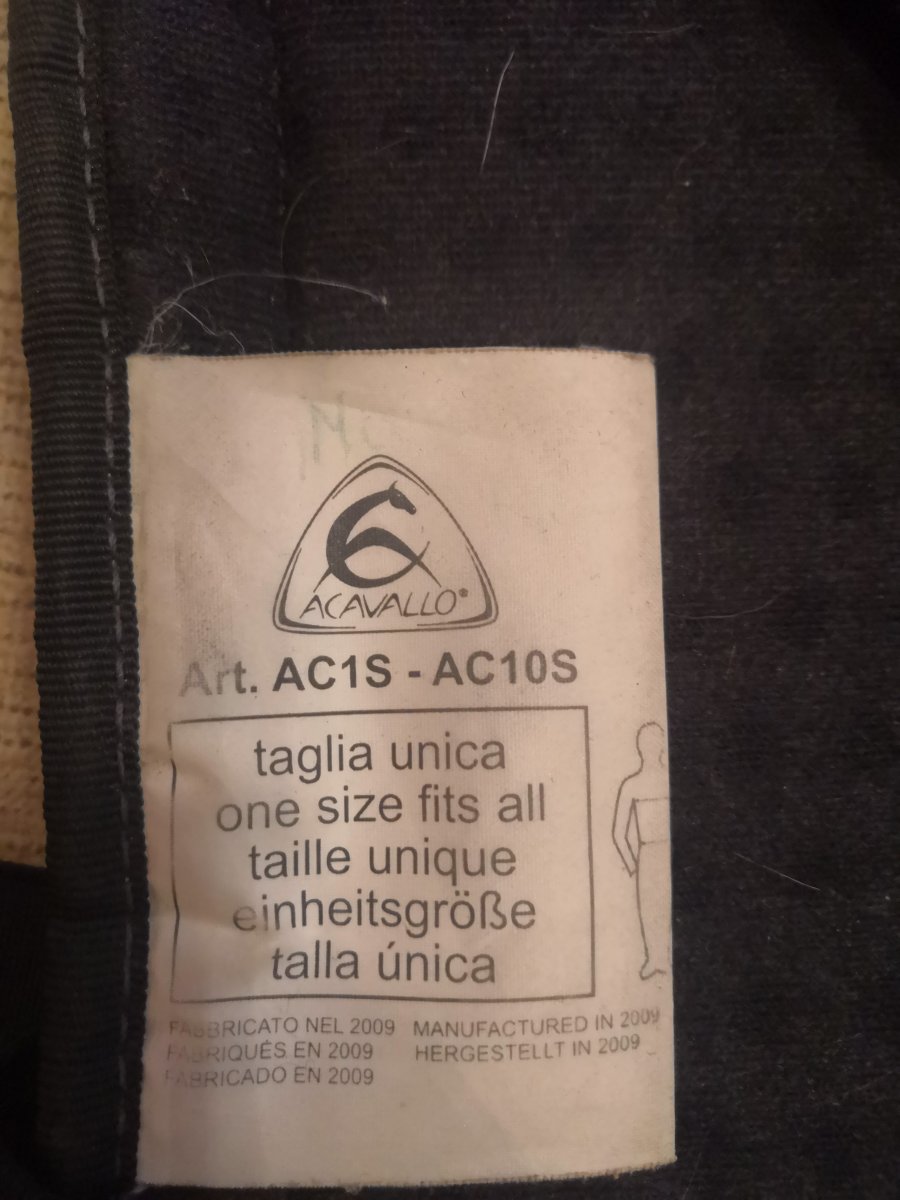 ACAVALLO®
Art. AC1S - AC10S
taglia unica
one size fits all
taille unique
einheitsgröße
talla única
FABBRICATO NEL 2009 MANUFACTURED IN 2009
FABRIQUÉS EN 2009 HERGESTELLT IN 2009
FABRICADO EN 2009